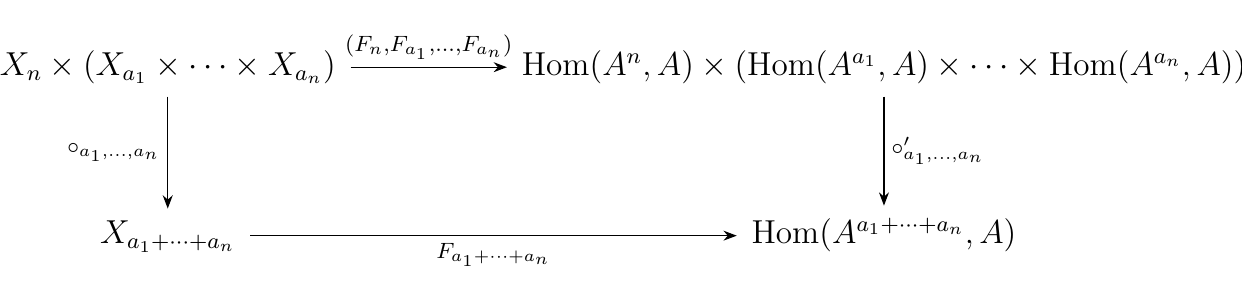 (F_n, F_{a_1}, ..., F_{a_n})
X_n × (X_{a_1} × ⋯ × X_{a_n}) Hom(A^n, A) × (Hom(A^{a_1}, A) × ⋯ × Hom(A^{a_n}, A))
∘_{a_1,...,a_n} ∘′_{a_1,...,a_n}
X_{a_1+⋯+a_n} Hom(A^{a_1+⋯+a_n}, A)
F_{a_1+⋯+a_n}